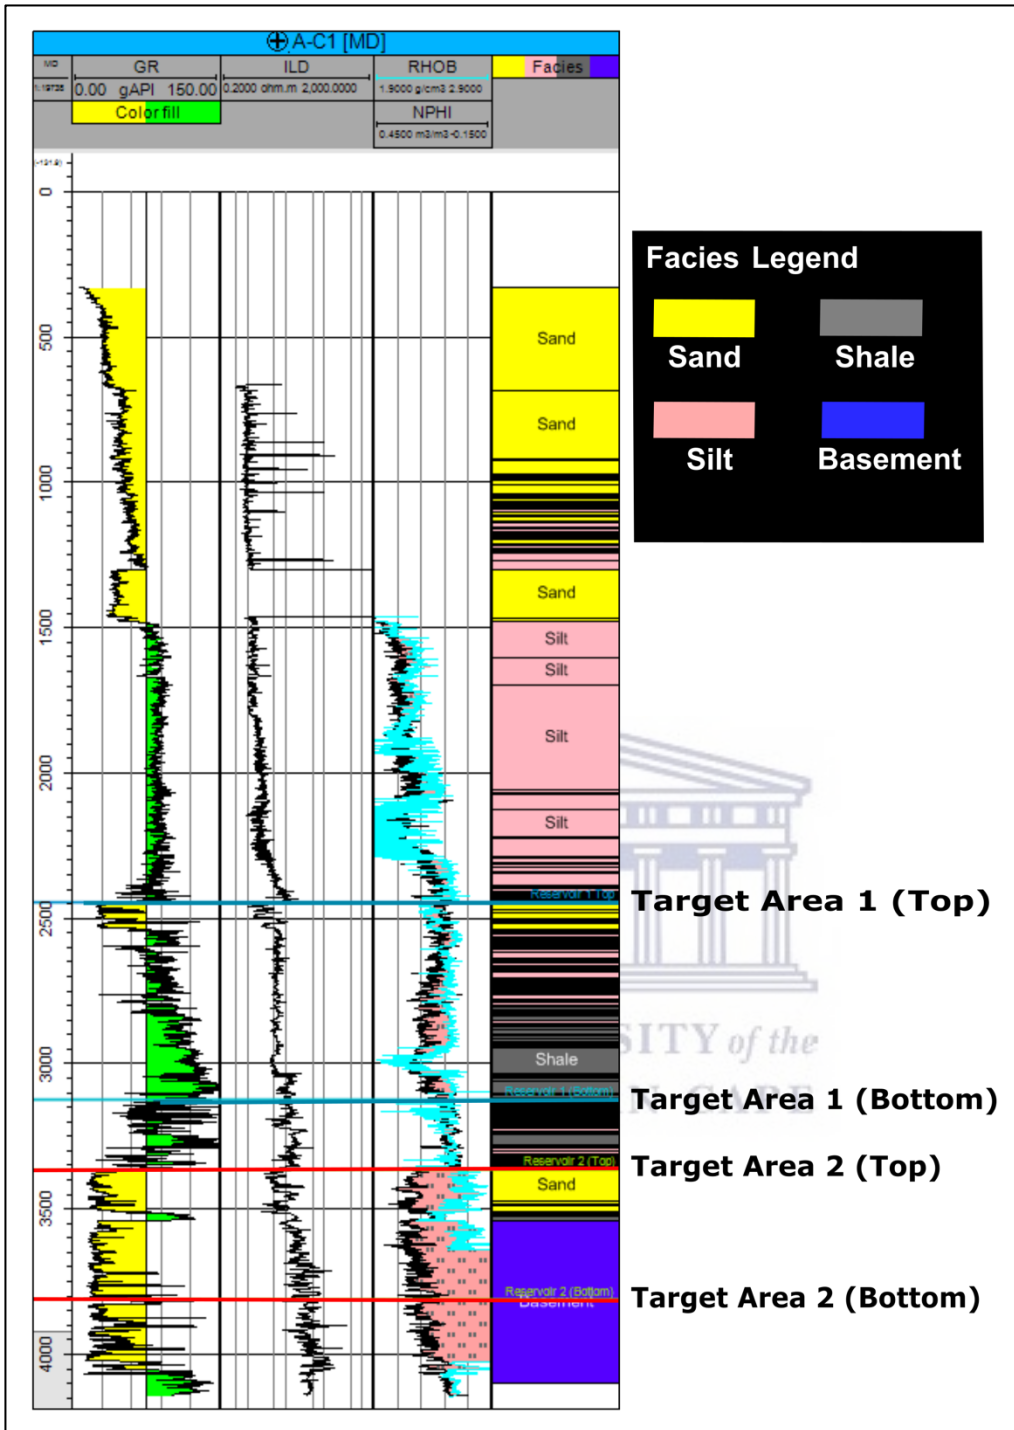 A-C1 [MD]
MD
1:19735
GR
0.00 gAPI 150.00
Color fill
ILD
0.2000 ohm.m 2,000.0000
RHOB
1.9000 g/cm3 2.9000
NPHI
0.4500 m3/m3 -0.1500
Facies
0
500
1000
1500
2000
2500
3000
3500
4000
Sand
Sand
Sand
Silt
Silt
Silt
Silt
Reservoir 1 Top
Shale
Reservoir 1 (Bottom)
Reservoir 2 (Top)
Sand
Reservoir 2 (Bottom)
Basement
Facies Legend
Sand
Shale
Silt
Basement
Target Area 1 (Top)
SITY of the
Target Area 1 (Bottom)
CAPE
Target Area 2 (Top)
Target Area 2 (Bottom)